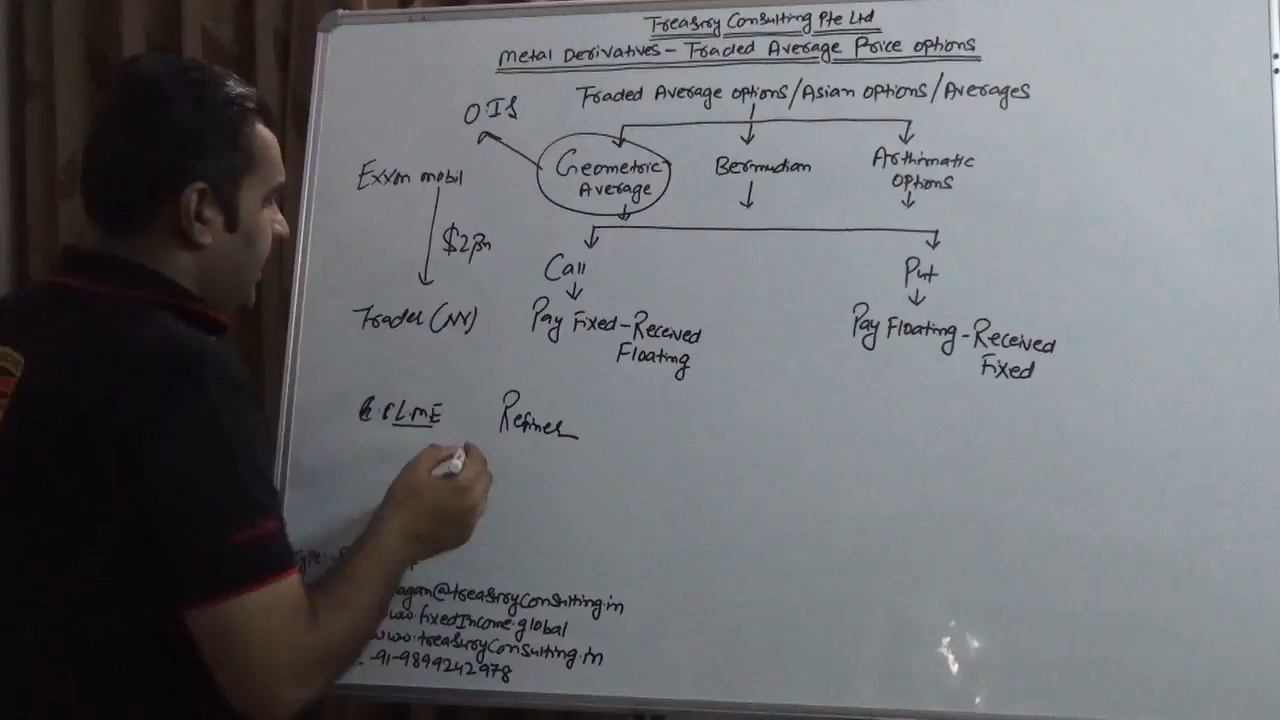 Treasury Consulting Pte Ltd
Metal Derivatives - Traded Average Price options
Traded Average options/Asian options/Averages
O.I.S
Geometric
Average
Bermudian
Arthimatic
options
Exxon mobil
$2Bn
Call
Put
Trader (NY)
Pay Fixed - Received
Floating
Pay Floating - Received
Fixed
L.M.E
Refiner
agan@treasuryconsulting.in
www.fixedIncome.global
www.treasuryconsulting.in
-91-9899242978